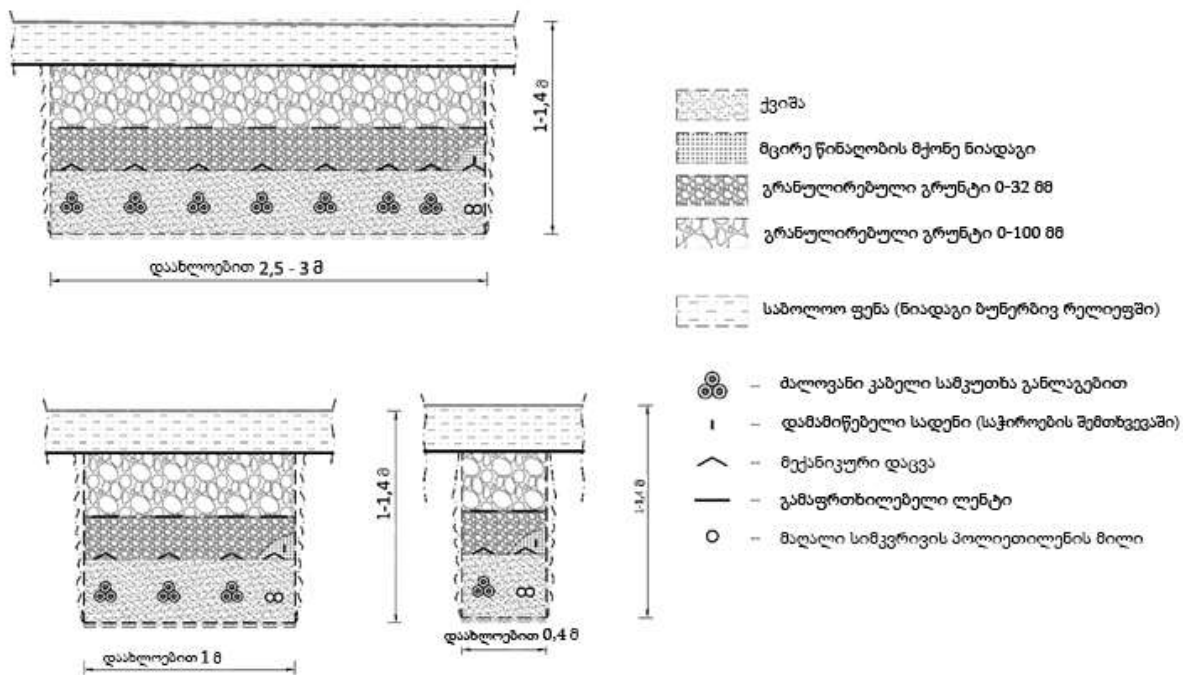 1-1,4 მ
დაახლოებით 2,5 - 3 მ
ქვიშა
მცირე წინაღობის მქონე ნიადაგი
გრანულირებული გრუნტი 0-32 მმ
გრანულირებული გრუნტი 0-100 მმ
საბოლოო ფენა (ნიადაგი ბუნერბივ რელიეფში)
– ძალოვანი კაბელი სამკუთხა განლაგებით
– დამამიწებელი სადენი (საჭიროების შემთხვევაში)
– მექანიკური დაცვა
– გამაფრთხილებელი ლენტი
– მაღალი სიმკვრივის პოლიეთილენის მილი
1-1,4 მ
დაახლოებით 1 მ
1-1,4 მ
დაახლოებით 0,4 მ